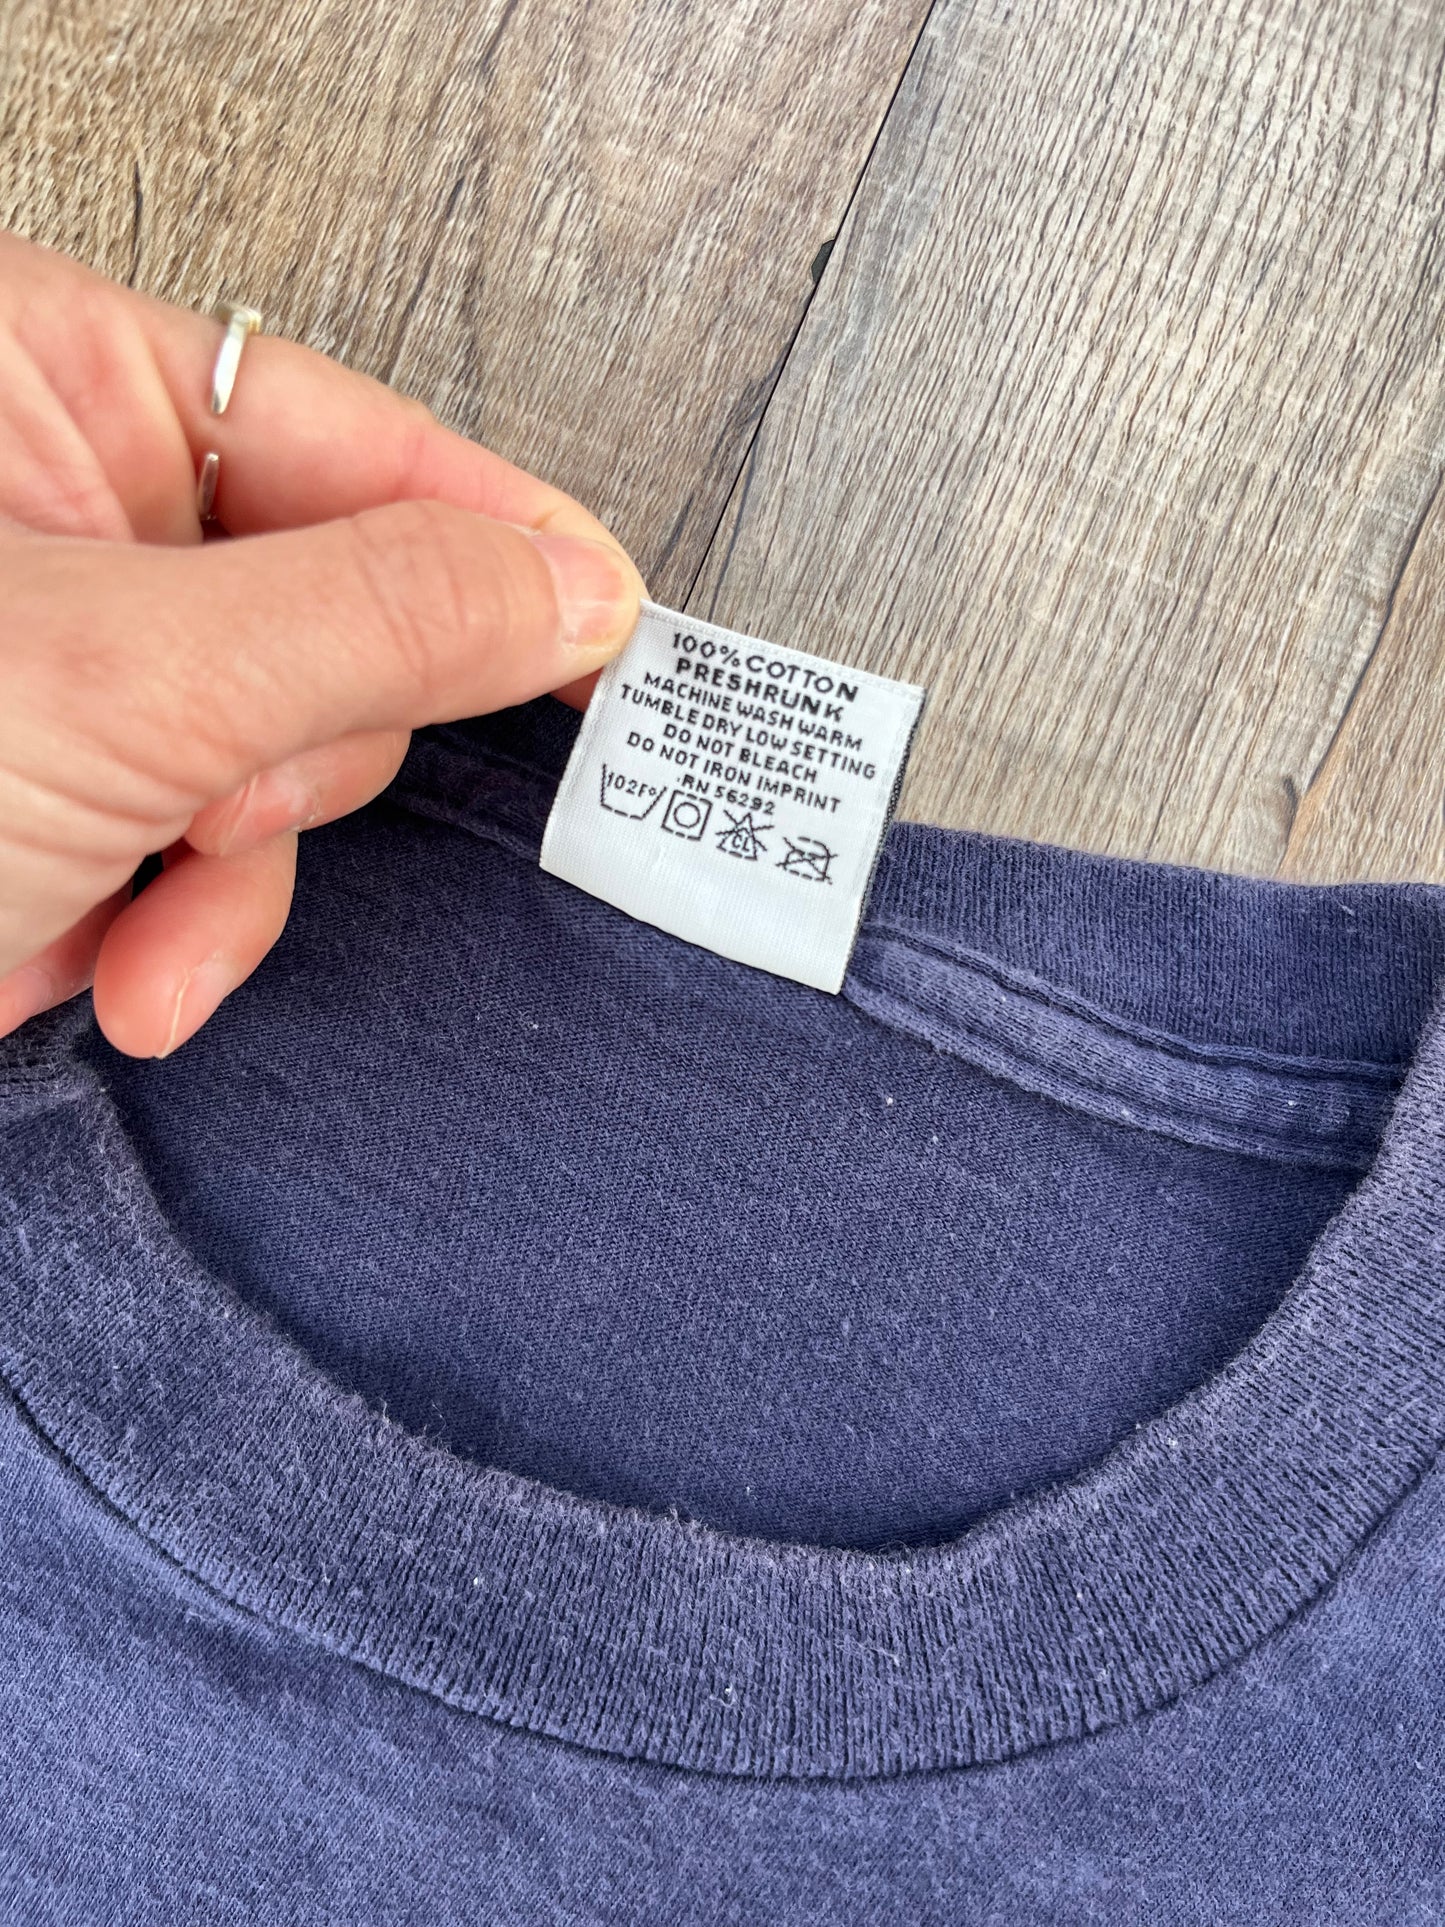 100% COTTON
PRESHRUNK
MACHINE WASH WARM
TUMBLE DRY LOW SETTING
DO NOT BLEACH
DO NOT IRON IMPRINT
RN 56292
102F°
CL